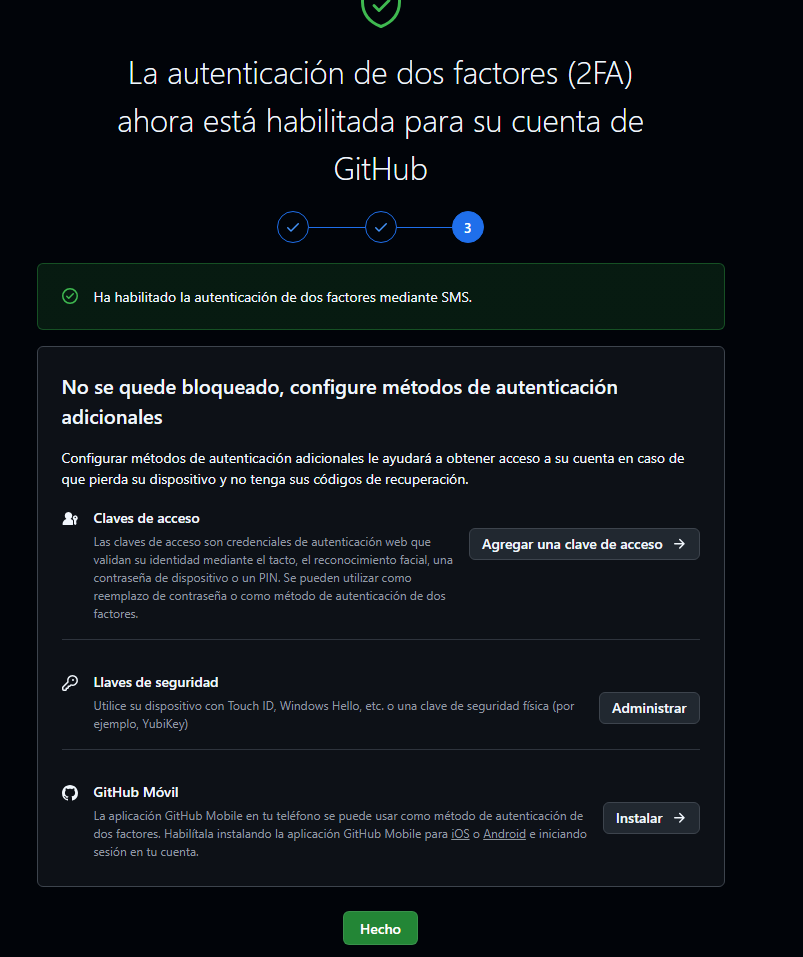 La autenticación de dos factores (2FA)
ahora está habilitada para su cuenta de
GitHub
3
Ha habilitado la autenticación de dos factores mediante SMS.
No se quede bloqueado, configure métodos de autenticación
adicionales
Configurar métodos de autenticación adicionales le ayudará a obtener acceso a su cuenta en caso de
que pierda su dispositivo y no tenga sus códigos de recuperación.
Claves de acceso
Las claves de acceso son credenciales de autenticación web que
validan su identidad mediante el tacto, el reconocimiento facial, una
contraseña de dispositivo o un PIN. Se pueden utilizar como
reemplazo de contraseña o como método de autenticación de dos
factores.
Agregar una clave de acceso →
Llaves de seguridad
Utilice su dispositivo con Touch ID, Windows Hello, etc. o una clave de seguridad física (por
ejemplo, YubiKey)
Administrar
GitHub Móvil
La aplicación GitHub Mobile en tu teléfono se puede usar como método de autenticación de
dos factores. Habilítala instalando la aplicación GitHub Mobile para iOS o Android e iniciando
sesión en tu cuenta.
Instalar →
Hecho